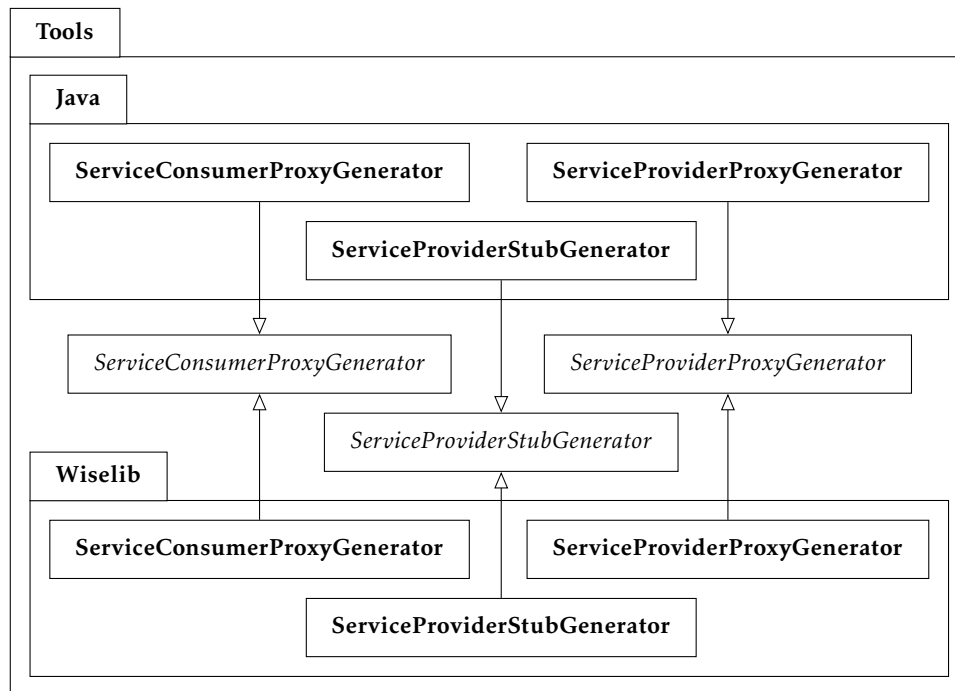 Tools
Java
ServiceConsumerProxyGenerator
ServiceProviderProxyGenerator
ServiceProviderStubGenerator
ServiceConsumerProxyGenerator
ServiceProviderProxyGenerator
ServiceProviderStubGenerator
Wiselib
ServiceConsumerProxyGenerator
ServiceProviderProxyGenerator
ServiceProviderStubGenerator